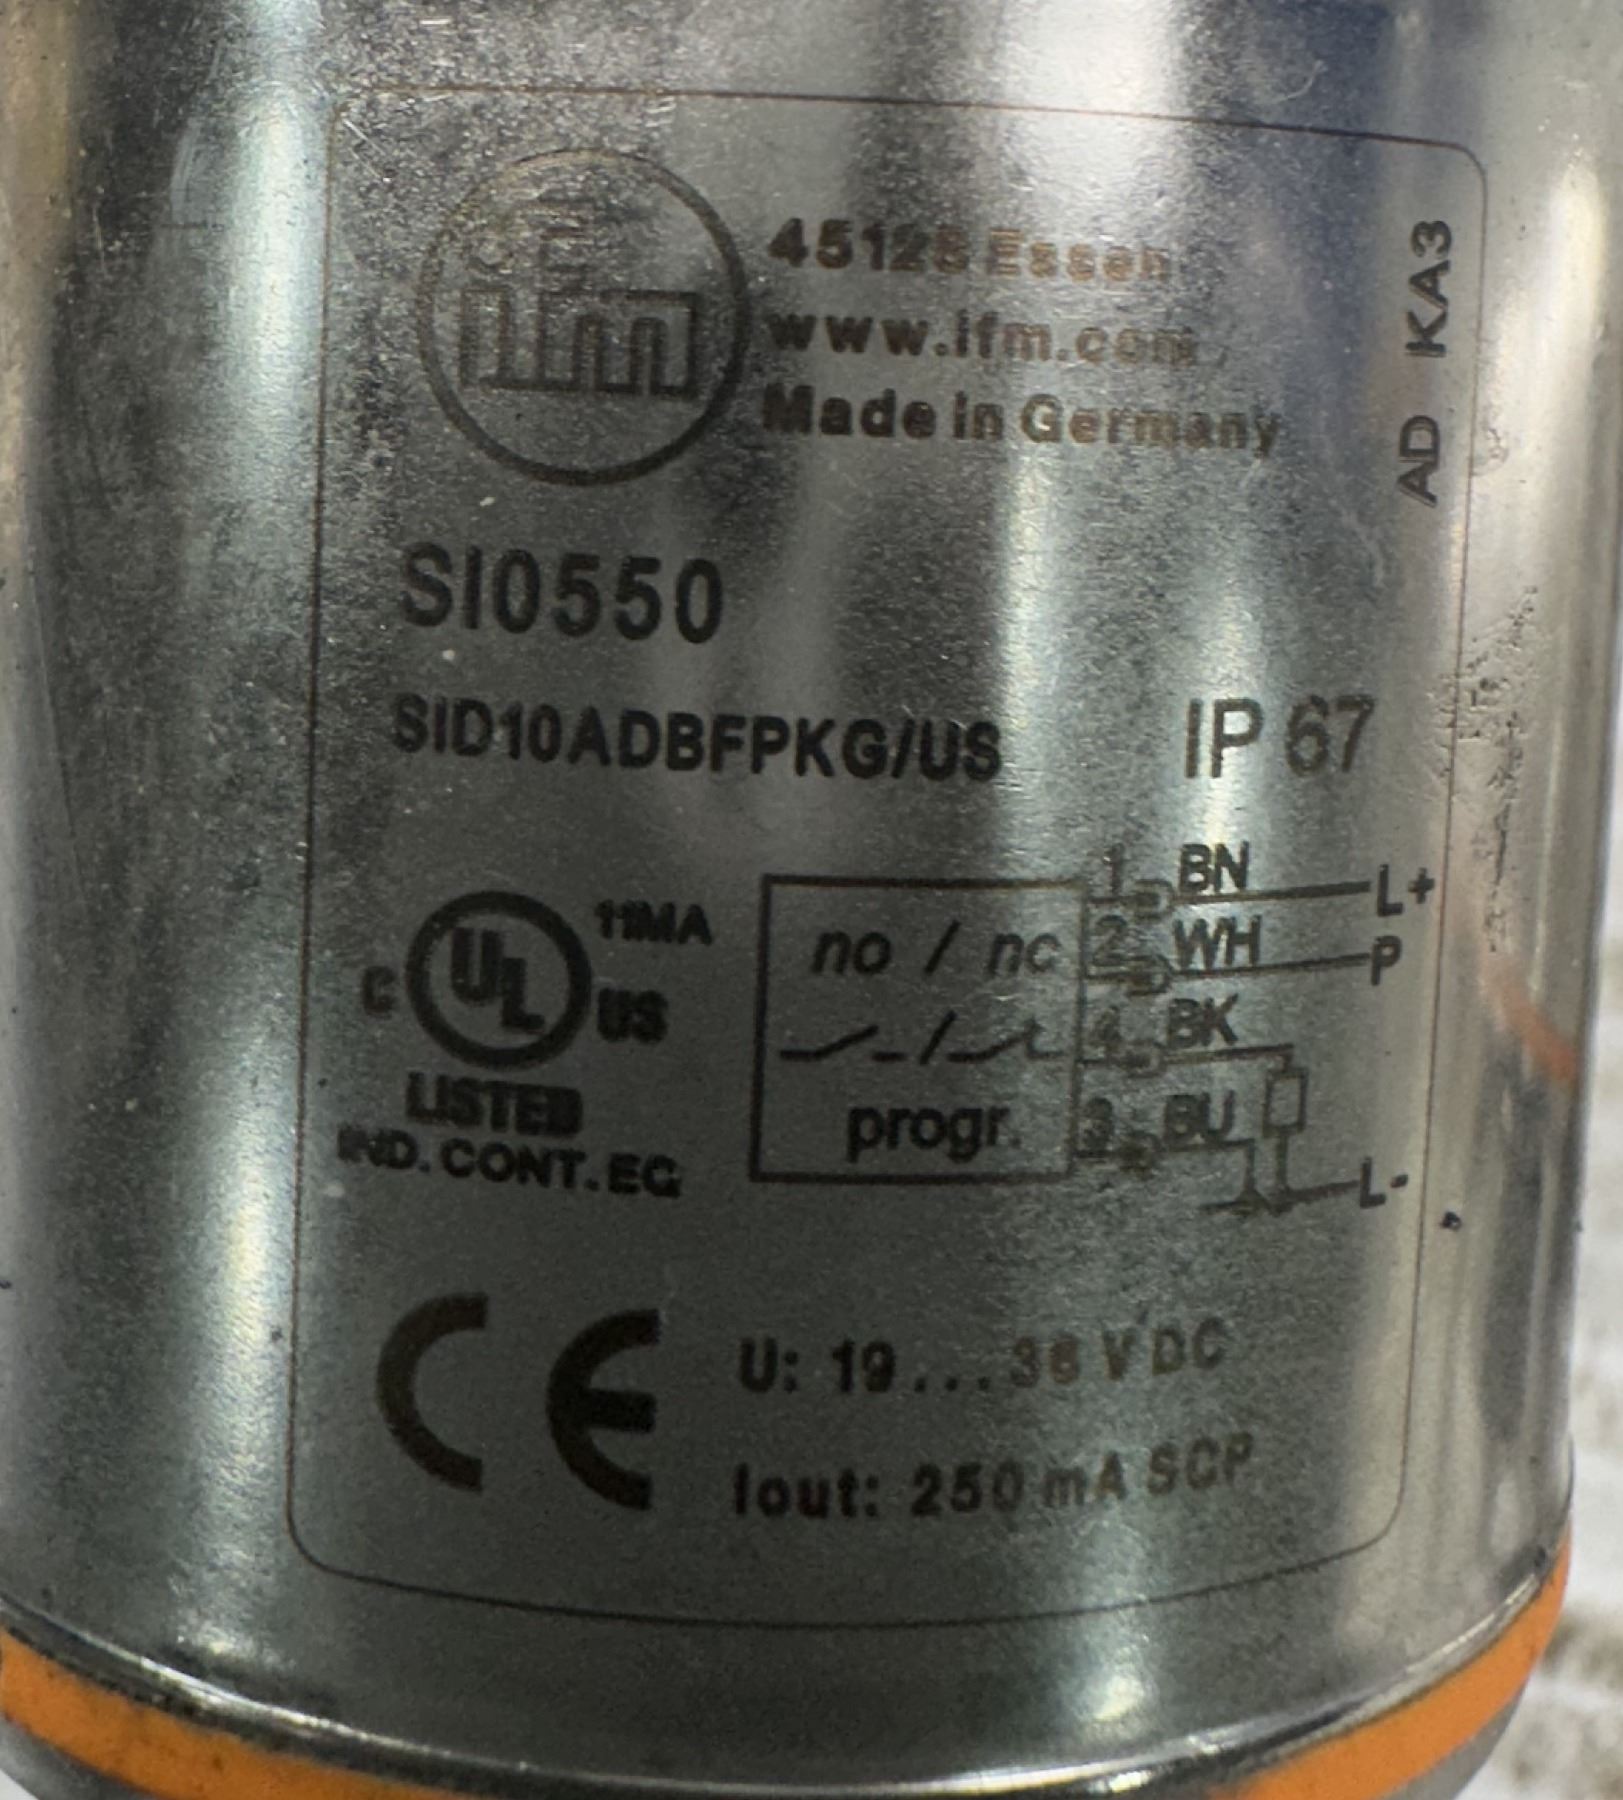 ifm
45128 Essen
www.ifm.com
Made in Germany
AD KA3
SI0550
SID10ADBFPKG/US
IP 67
C UL US
11MA
LISTED
IND. CONT. EQ
no / nc
progr.
1 BN L+
2 WH P
4 BK
3 BU
L-
CE
U: 19...36 V DC
Iout: 250 mA SCP